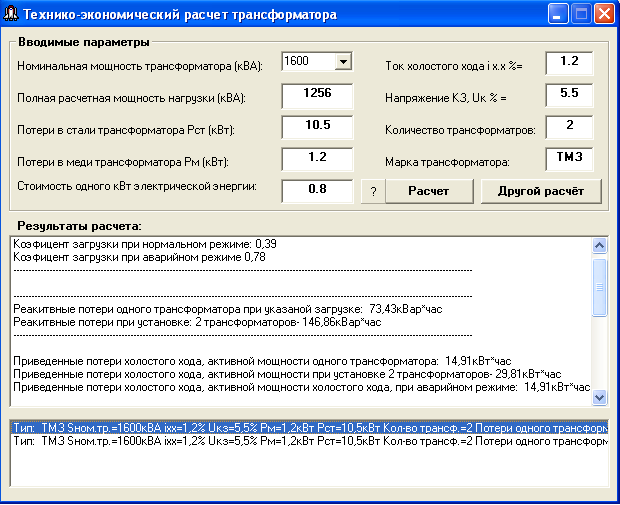 Технико-экономический расчет трансформатора
Вводимые параметры
Номинальная мощность трансформатора (кВА): 1600 Ток холостого хода i х.х %= 1.2
Полная расчетная мощность нагрузки (кВА): 1256 Напряжение КЗ, Uк % = 5.5
Потери в стали трансформатора Рст (кВт): 10.5 Количество трансформатров: 2
Потери в меди трансформатора Рм (кВт): 1.2 Марка трансформатора: ТМЗ
Стоимость одного кВт электрической энергии: 0.8 ? Расчет Другой расчёт
Результаты расчета:
Коэфицент загрузки при нормальном режиме: 0,39
Коэфицент загрузки при аварийном режиме 0,78
Реакитвные потери одного трансформатора при указаной загрузке: 73,43кВар*час
Реакитвные потери при установке: 2 трансформаторов- 146,86кВар*час
Приведенные потери холостого хода, активной мощности одного трансформатора: 14,91кВт*час
Приведенные потери холостого хода, активной мощности при установке 2 трансформаторов- 29,81кВт*час
Приведенные потери холостого хода, активной мощности холостого хода, при аварийном режиме: 14,91кВт*час
Тип: ТМЗ Sном.тр.=1600кВА iхх=1,2% Uкз=5,5% Рм=1,2кВт Рст=10,5кВт Кол-во трансф.=2 Потери одного трансформ
Тип: ТМЗ Sном.тр.=1600кВА iхх=1,2% Uкз=5,5% Рм=1,2кВт Рст=10,5кВт Кол-во трансф.=2 Потери одного трансформ